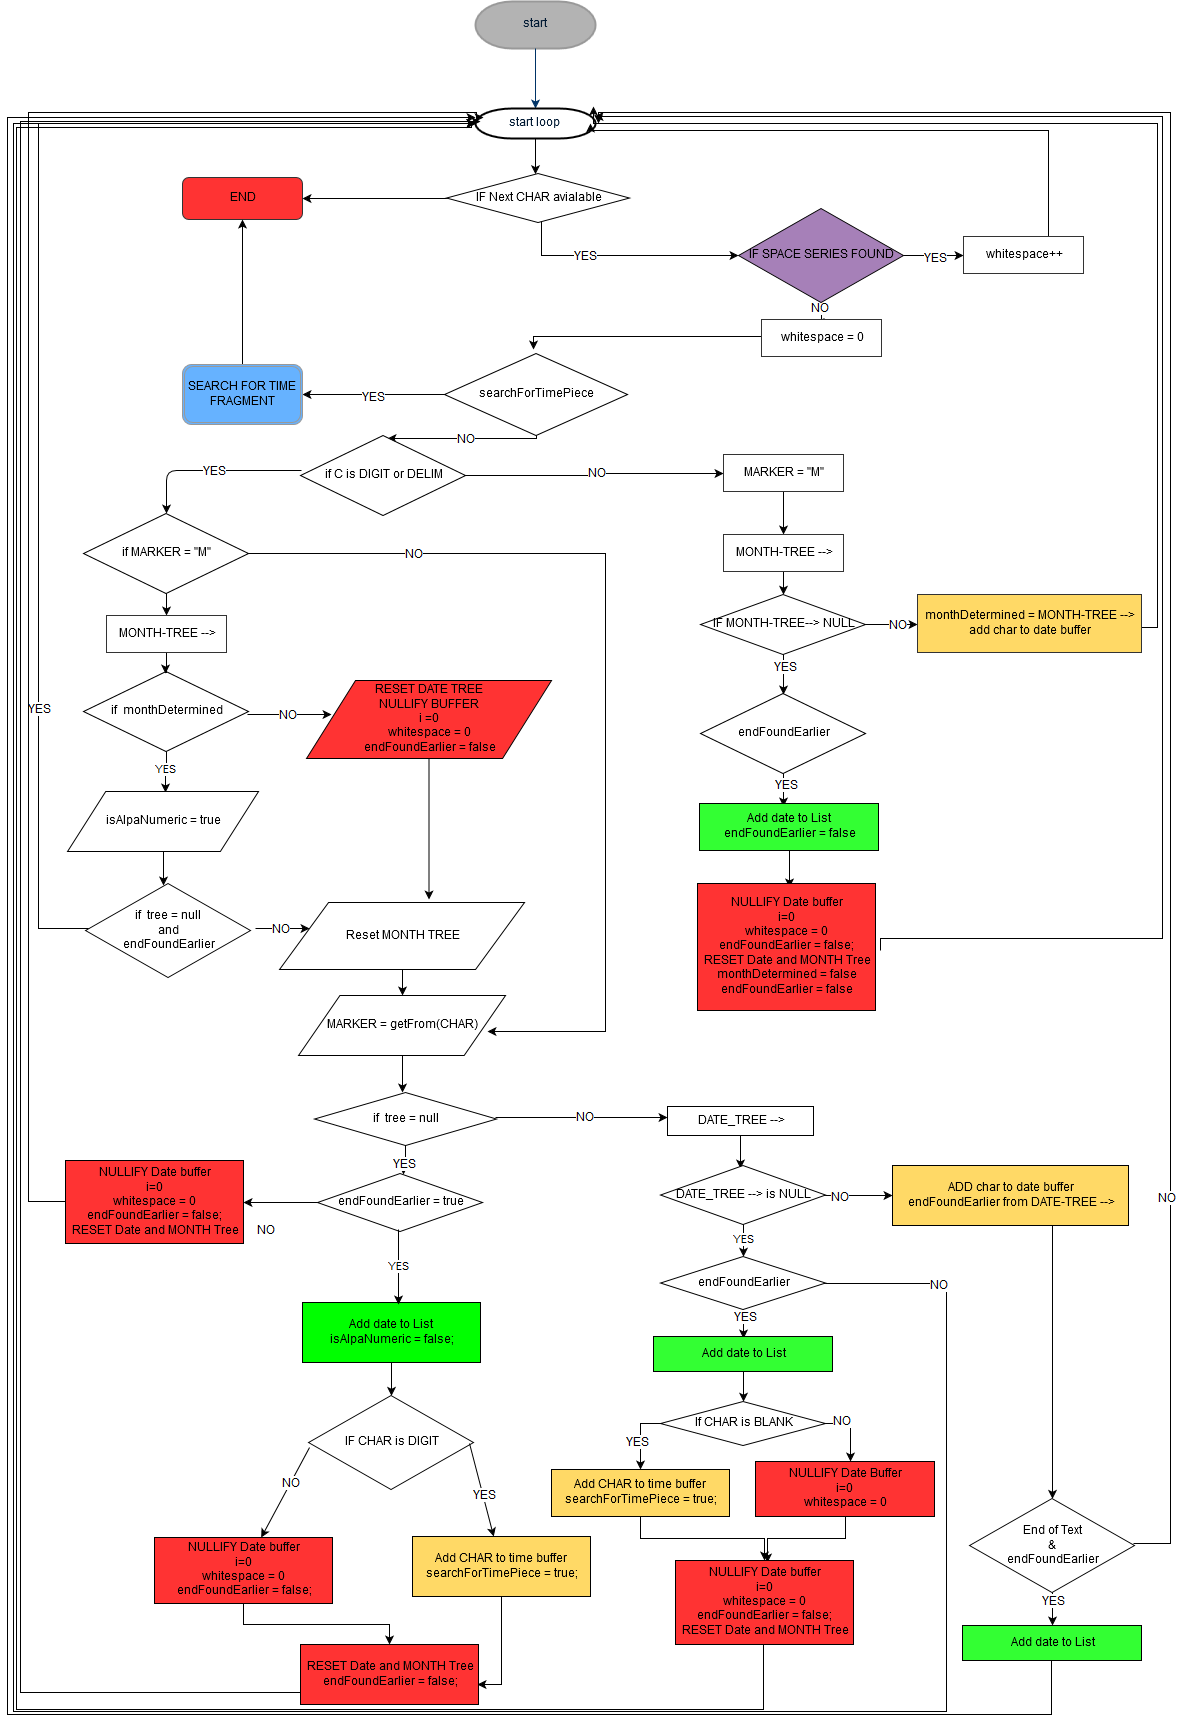 start
start loop
IF Next CHAR avialable
END
YES
IF SPACE SERIES FOUND
YES
whitespace++
NO
whitespace = 0
searchForTimePiece
YES
SEARCH FOR TIME
FRAGMENT
NO
if C is DIGIT or DELIM
YES
NO
MARKER = "M"
if MARKER = "M"
NO
MONTH-TREE -->
MONTH-TREE -->
IF MONTH-TREE--> NULL
NO
monthDetermined = MONTH-TREE -->
add char to date buffer
YES
if  monthDetermined
NO
RESET DATE TREE
NULLIFY BUFFER
i =0
whitespace = 0
endFoundEarlier = false
YES
endFoundEarlier
YES
YES
isAlpaNumeric = true
YES
Add date to List
endFoundEarlier = false
if  tree = null
and
endFoundEarlier
NO
Reset MONTH TREE
NULLIFY Date buffer
i=0
whitespace = 0
endFoundEarlier = false;
RESET Date and MONTH Tree
monthDetermined = false
endFoundEarlier = false
MARKER = getFrom(CHAR)
if  tree = null
NO
DATE_TREE -->
YES
NULLIFY Date buffer
i=0
whitespace = 0
endFoundEarlier = false;
RESET Date and MONTH Tree
NO
endFoundEarlier = true
DATE_TREE --> is NULL
NO
ADD char to date buffer
endFoundEarlier from DATE-TREE -->
NO
YES
YES
endFoundEarlier
NO
YES
Add date to List
isAlpaNumeric = false;
Add date to List
If CHAR is BLANK
NO
YES
IF CHAR is DIGIT
NO
YES
Add CHAR to time buffer
searchForTimePiece = true;
NULLIFY Date Buffer
i=0
whitespace = 0
NULLIFY Date buffer
i=0
whitespace = 0
endFoundEarlier = false;
Add CHAR to time buffer
searchForTimePiece = true;
NULLIFY Date buffer
i=0
whitespace = 0
endFoundEarlier = false;
RESET Date and MONTH Tree
End of Text
&
endFoundEarlier
YES
Add date to List
RESET Date and MONTH Tree
endFoundEarlier = false;